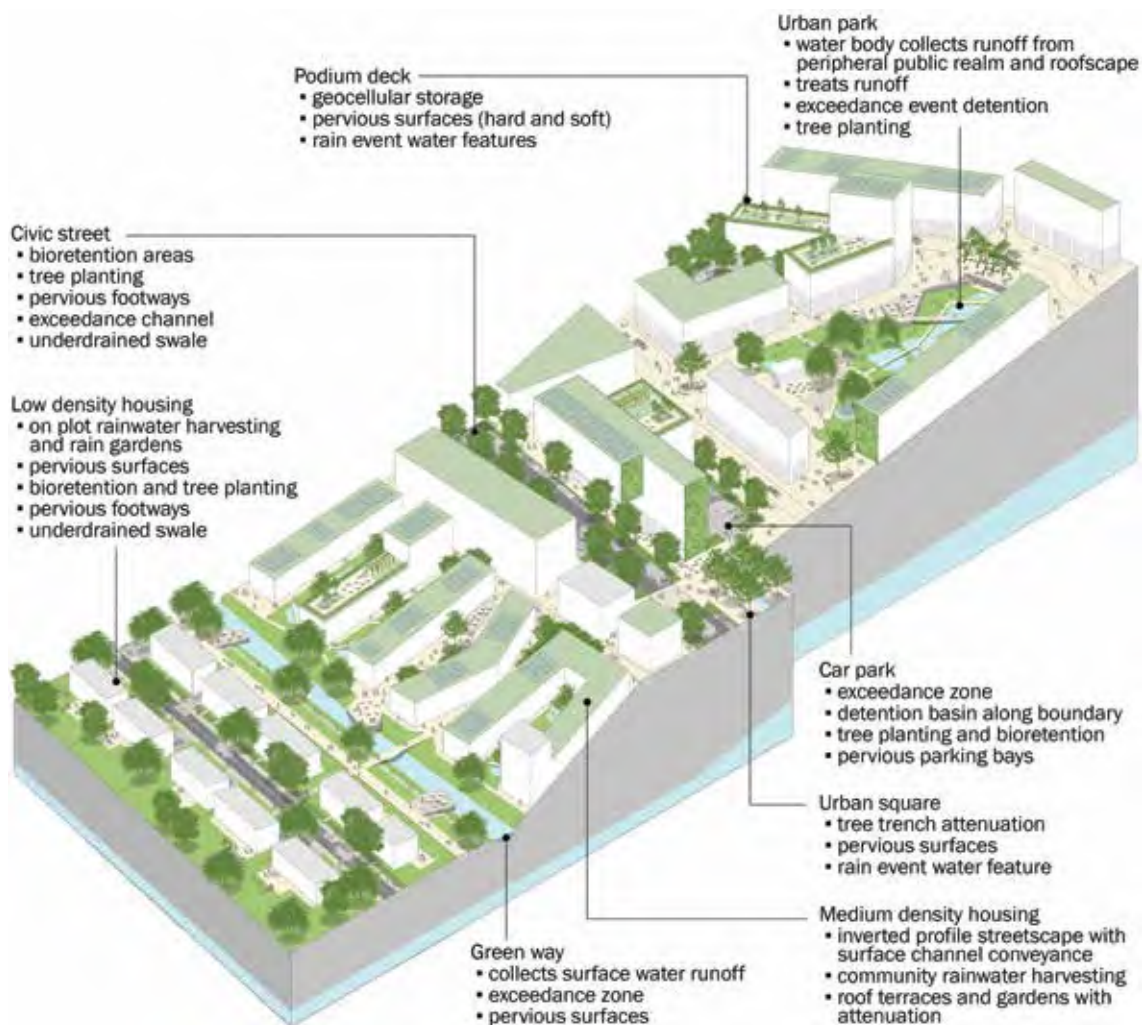 Urban park
▪ water body collects runoff from
peripheral public realm and roofscape
▪ treats runoff
▪ exceedance event detention
▪ tree planting
Podium deck
▪ geocellular storage
▪ pervious surfaces (hard and soft)
▪ rain event water features
Civic street
▪ bioretention areas
▪ tree planting
▪ pervious footways
▪ exceedance channel
▪ underdrained swale
Low density housing
▪ on plot rainwater harvesting
and rain gardens
▪ pervious surfaces
▪ bioretention and tree planting
▪ pervious footways
▪ underdrained swale
Car park
▪ exceedance zone
▪ detention basin along boundary
▪ tree planting and bioretention
▪ pervious parking bays
Urban square
▪ tree trench attenuation
▪ pervious surfaces
▪ rain event water feature
Medium density housing
▪ inverted profile streetscape with
surface channel conveyance
▪ community rainwater harvesting
▪ roof terraces and gardens with
attenuation
Green way
▪ collects surface water runoff
▪ exceedance zone
▪ pervious surfaces